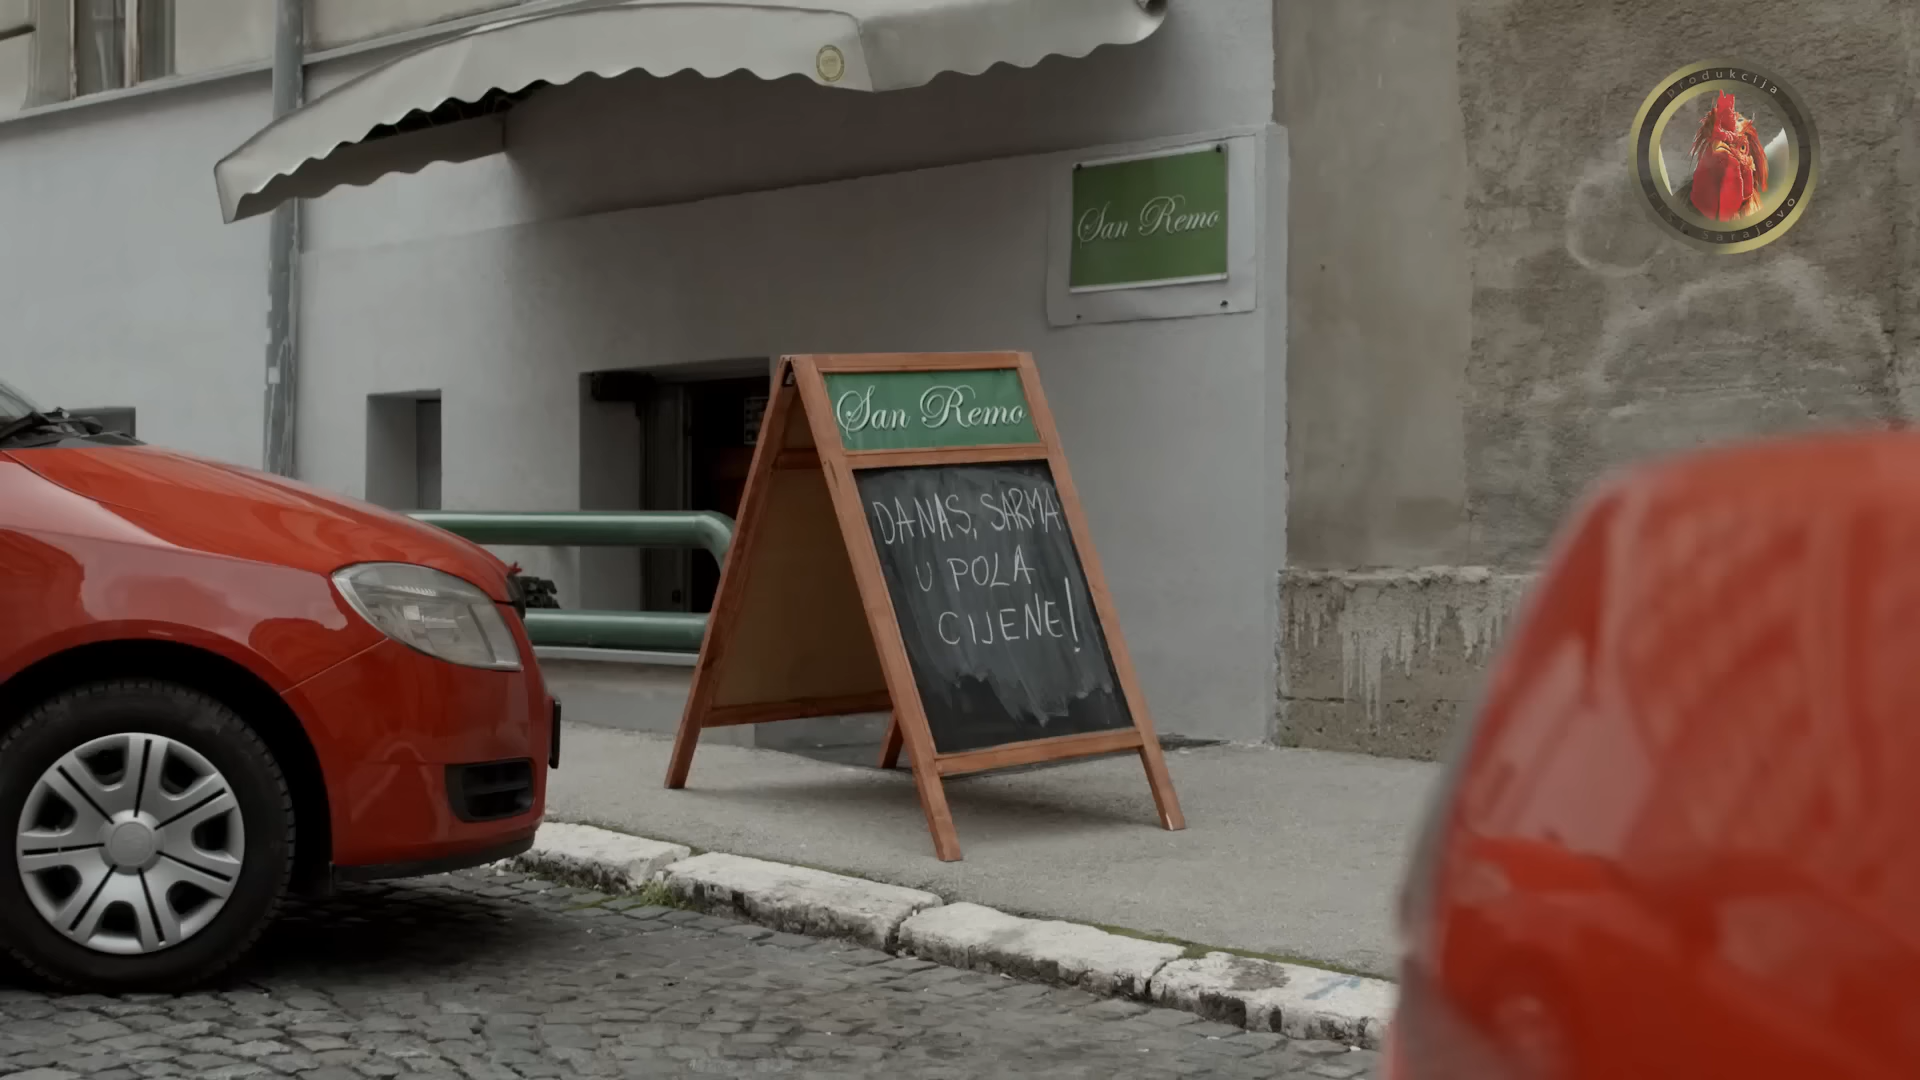 Produkcija
Sarajevo
San Remo
San Remo
DANAS, SARMA
U POLA
CIJENE!